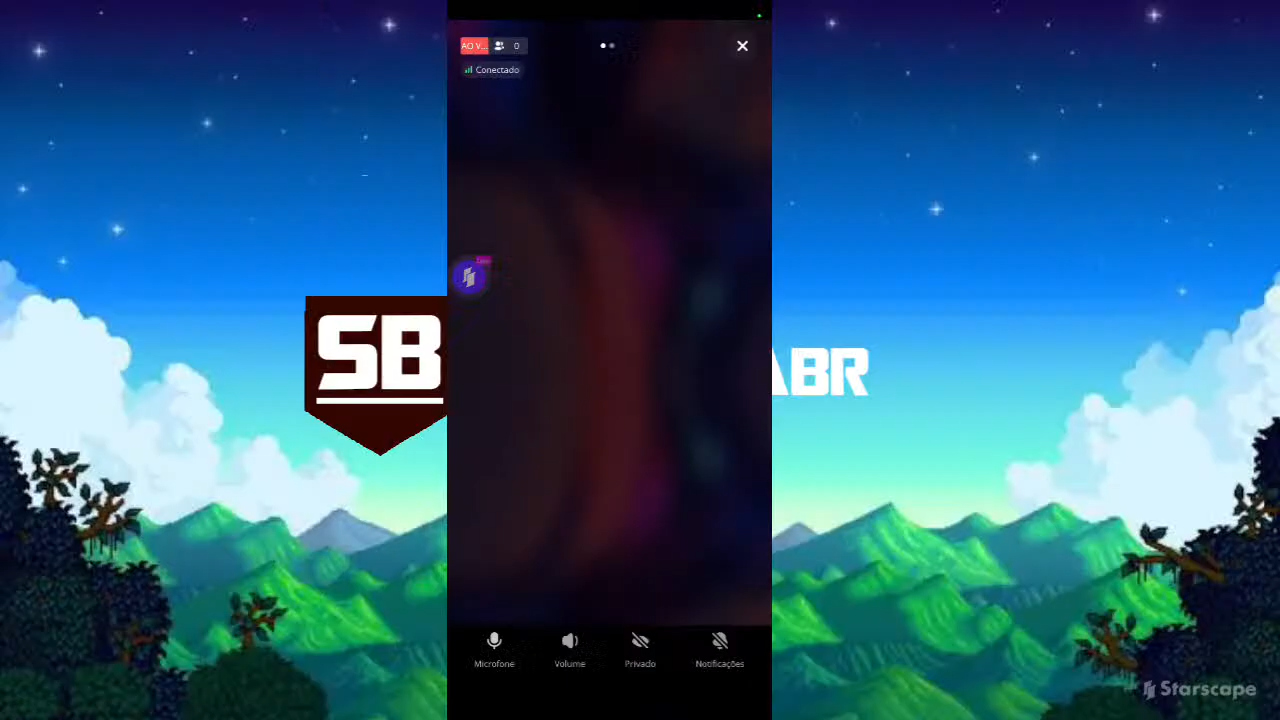 AO V... 0
Conectado
SB
ABR
Microfone Volume Privado Notificações
Starscape